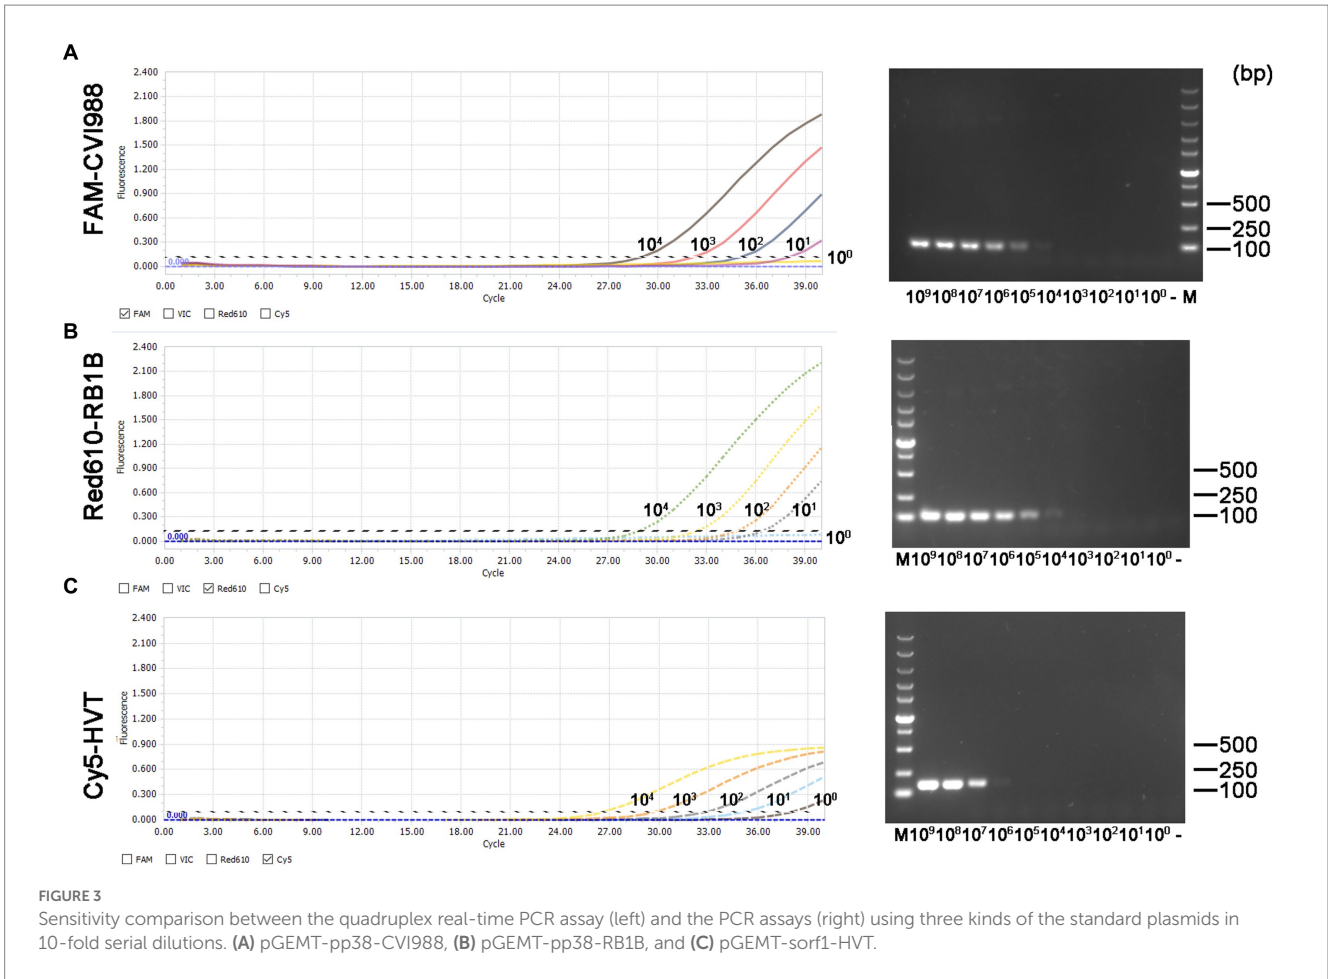 A
FAM-CVI988
Fluorescence
2.400
2.100
1.800
1.500
1.200
0.900
0.600
0.300
0.000
0.000
10⁴ 10³ 10² 10¹ 10⁰
0.00 3.00 6.00 9.00 12.00 15.00 18.00 21.00 24.00 27.00 30.00 33.00 36.00 39.00
Cycle
FAM VIC Red610 Cy5
(bp)
500
250
100
10⁹10⁸10⁷10⁶10⁵10⁴10³10²10¹10⁰ - M
B
Red610-RB1B
Fluorescence
2.400
2.100
1.800
1.500
1.200
0.900
0.600
0.300
0.000
0.000
10⁴ 10³ 10² 10¹ 10⁰
0.00 3.00 6.00 9.00 12.00 15.00 18.00 21.00 24.00 27.00 30.00 33.00 36.00 39.00
Cycle
FAM VIC Red610 Cy5
500
250
100
M10⁹10⁸10⁷10⁶10⁵10⁴10³10²10¹10⁰ -
C
Cy5-HVT
Fluorescence
2.400
2.100
1.800
1.500
1.200
0.900
0.600
0.300
0.000
0.000
10⁴ 10³ 10² 10¹ 10⁰
0.00 3.00 6.00 9.00 12.00 15.00 18.00 21.00 24.00 27.00 30.00 33.00 36.00 39.00
Cycle
FAM VIC Red610 Cy5
500
250
100
M10⁹10⁸10⁷10⁶10⁵10⁴10³10²10¹10⁰ -
FIGURE 3
Sensitivity comparison between the quadruplex real-time PCR assay (left) and the PCR assays (right) using three kinds of the standard plasmids in
10-fold serial dilutions. (A) pGEMT-pp38-CVI988, (B) pGEMT-pp38-RB1B, and (C) pGEMT-sorf1-HVT.